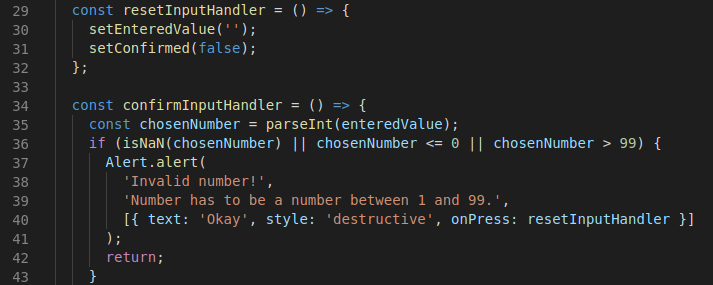 29 const resetInputHandler = () => {
30 setEnteredValue('');
31 setConfirmed(false);
32 };
33
34 const confirmInputHandler = () => {
35 const chosenNumber = parseInt(enteredValue);
36 if (isNaN(chosenNumber) || chosenNumber <= 0 || chosenNumber > 99) {
37 Alert.alert(
38 'Invalid number!',
39 'Number has to be a number between 1 and 99.',
40 [{ text: 'Okay', style: 'destructive', onPress: resetInputHandler }]
41 );
42 return;
43 }